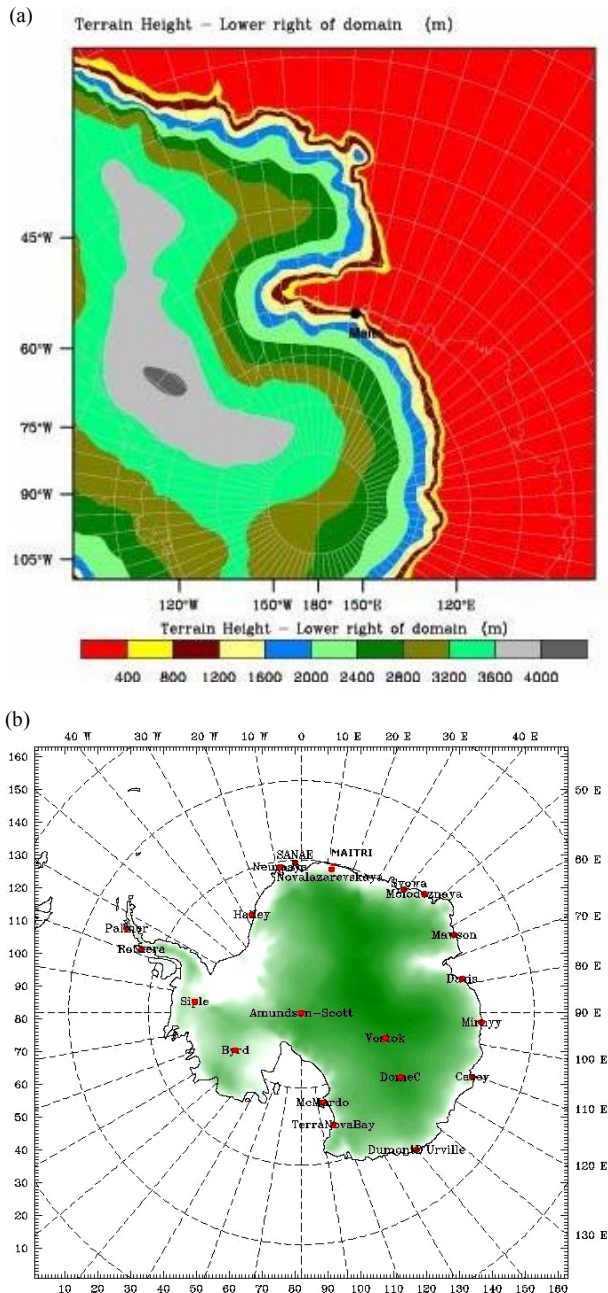 (a)
Terrain Height – Lower right of domain (m)
45°W
60°W
75°W
90°W
105°W
120°W 150°W 180° 150°E 120°E
Terrain Height – Lower right of domain (m)
400 800 1200 1600 2000 2400 2800 3200 3600 4000
(b)
40 W 30 W 20 W 10 W 0 10 E 20 E 30 E 40 E
160
150
140
130
120
110
100
90
80
70
60
50
40
30
20
10
50 E
60 E
70 E
80 E
90 E
100 E
110 E
120 E
130 E
SANAE
MAITRI
Neumayer
Novalazarevskaya
Syowa
Molodeznaya
Halley
Mawson
Palmer
Rothera
Davis
Siple
Amundsen-Scott
Mirnyy
Vostok
Byrd
DomeC
Casey
McMurdo
TerraNovaBay
Dumont D'Urville
10 20 30 40 50 60 70 80 90 100 110 120 130 140 150 160